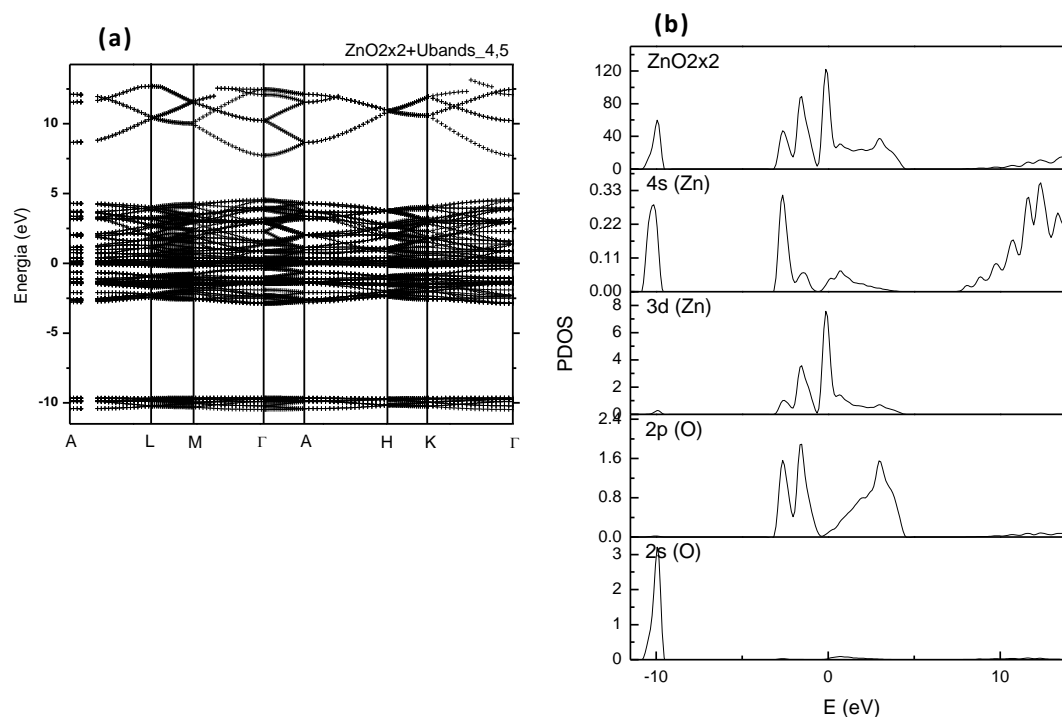 (a)
ZnO2x2+Ubands_4,5
10
5
0
-5
-10
Energia (eV)
A L M Γ A H K Γ
(b)
ZnO2x2
120
80
40
0
4s (Zn)
0.33
0.22
0.11
0.00
3d (Zn)
8
6
4
2
0
2p (O)
2.4
1.6
0.8
0.0
2s (O)
3
2
1
0
PDOS
-10 0 10
E (eV)